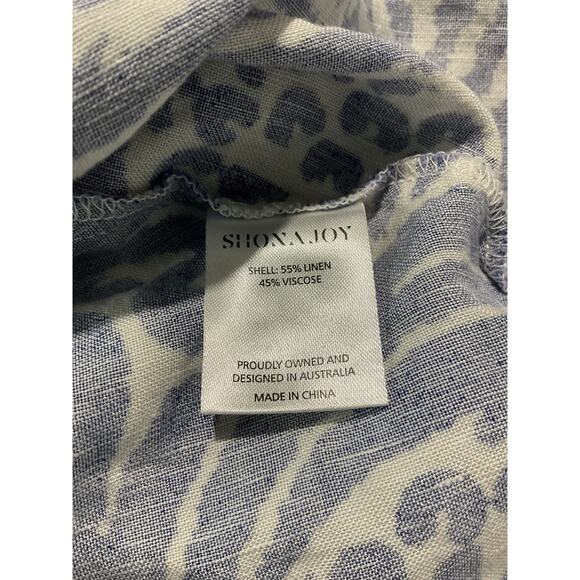 SHONA JOY
SHELL: 55% LINEN
45% VISCOSE
PROUDLY OWNED AND
DESIGNED IN AUSTRALIA
MADE IN CHINA